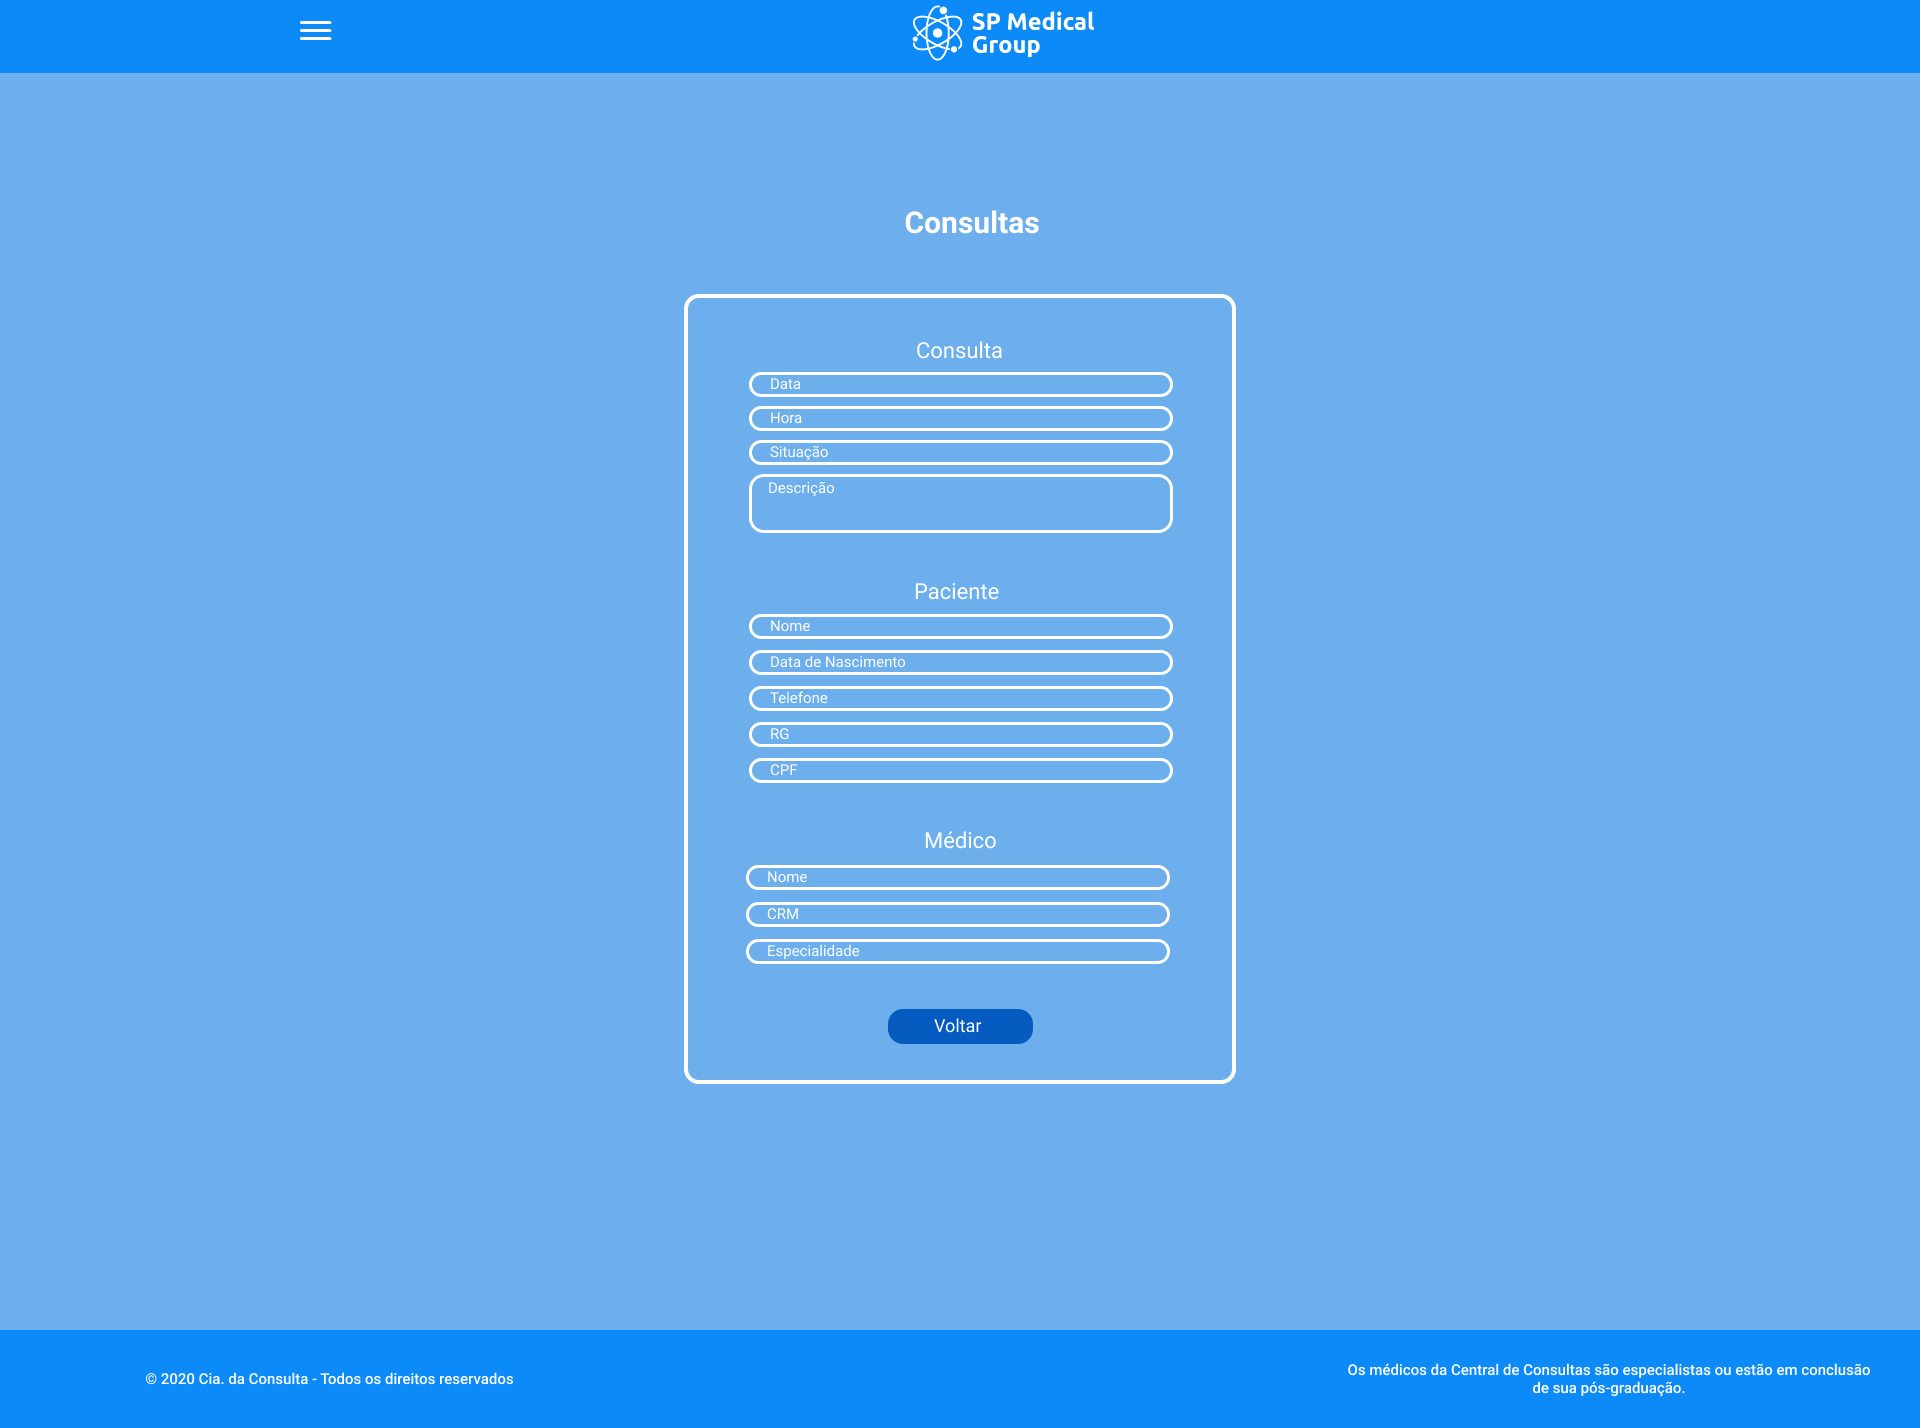 SP Medical
Group
Consultas
Consulta
Data
Hora
Situação
Descrição
Paciente
Nome
Data de Nascimento
Telefone
RG
CPF
Médico
Nome
CRM
Especialidade
Voltar
© 2020 Cia. da Consulta - Todos os direitos reservados
Os médicos da Central de Consultas são especialistas ou estão em conclusão
de sua pós-graduação.